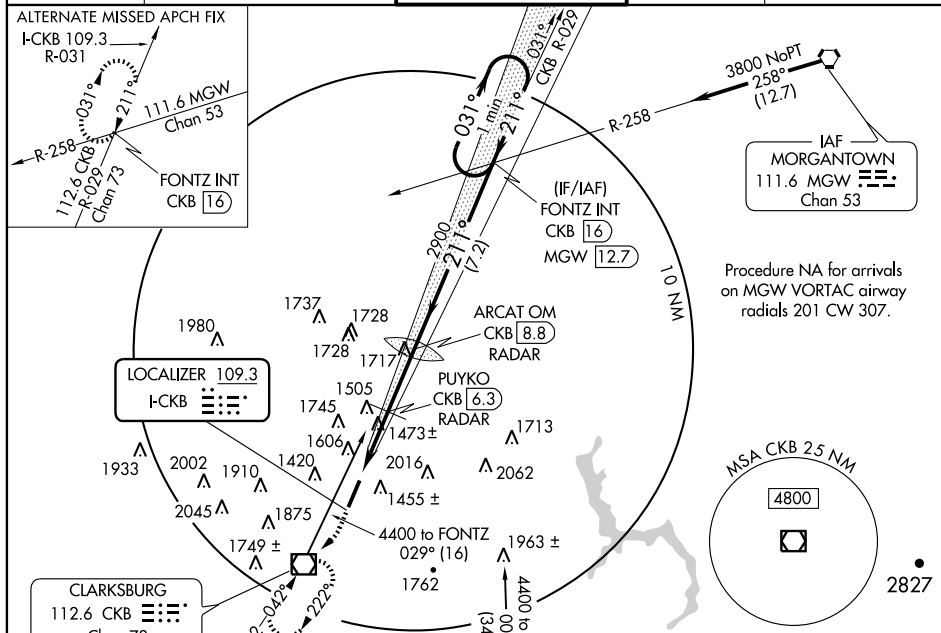 ALTERNATE MISSED APCH FIX
I-CKB 109.3
R-031
031°
211°
111.6 MGW
Chan 53
R-258
112.6 CKB
R-029
Chan 73
FONTZ INT
CKB 16
031°
CKB R-029
031°
1 min
211°
3800 NoPT
258°
(12.7)
R-258
IAF
MORGANTOWN
111.6 MGW
Chan 53
(IF/IAF)
FONTZ INT
CKB 16
MGW 12.7
2900
211°
(7.2)
10 NM
Procedure NA for arrivals
on MGW VORTAC airway
radials 201 CW 307.
1980
1737
1728
1728
1717
ARCAT OM
CKB 8.8
RADAR
LOCALIZER 109.3
I-CKB
PUYKO
CKB 6.3
RADAR
1505
1745
1473 ±
1606
1713
1933
2002
1910
1420
2016
2062
1455 ±
2045
1875
4400 to FONTZ
029° (16)
1749 ±
1963 ±
1762
MSA CKB 25 NM
4800
2827
CLARKSBURG
112.6 CKB
042°
222°
4400 to